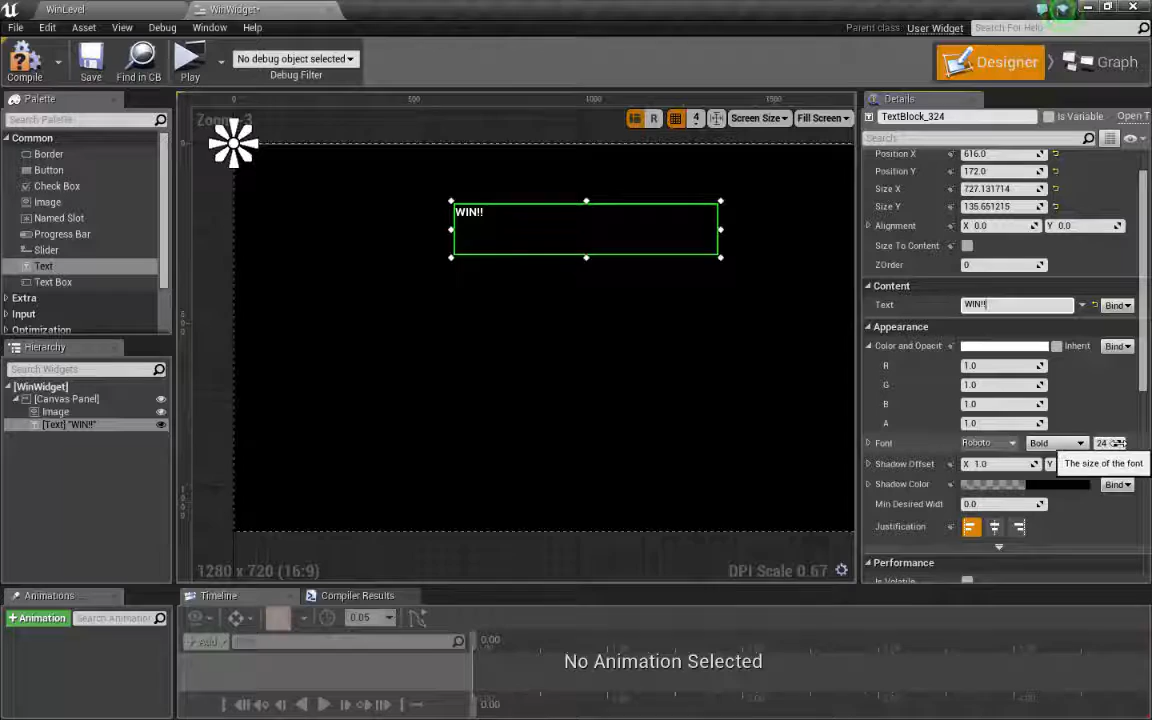 WinLevel WinWidget*
File Edit Asset View Debug Window Help Parent class: User Widget Search For Help
Compile Save Find in CB Play No debug object selected Debug Filter Designer Graph
Palette Details
0 500 1000 1500
Search Palette Zoom -3 R 4 Screen Size Fill Screen TextBlock_324 Is Variable Open T
Common Search
Border Position X 616.0
Button Position Y 172.0
Check Box Size X 727.131714
Image Size Y 135.651215
Named Slot WIN!! Alignment X 0.0 Y 0.0
Progress Bar Size To Content
Slider
Text ZOrder 0
Text Box Content
Extra Text WIN!! Bind
Input
Optimization Appearance
Hierarchy Color and Opacit Inherit Bind
Search Widgets R 1.0
[WinWidget] G 1.0
[Canvas Panel] B 1.0
Image
[Text] "WIN!!" A 1.0
Font Roboto Bold 24
Shadow Offset X 1.0 Y The size of the font
Shadow Color Bind
Min Desired Widt 0.0
Justification
Performance
1280 x 720 (16:9) DPI Scale 0.67 Is Volatile
Animations Timeline Compiler Results
+Animation Search Animation 0.05
+ Add 0.00
No Animation Selected
0.00